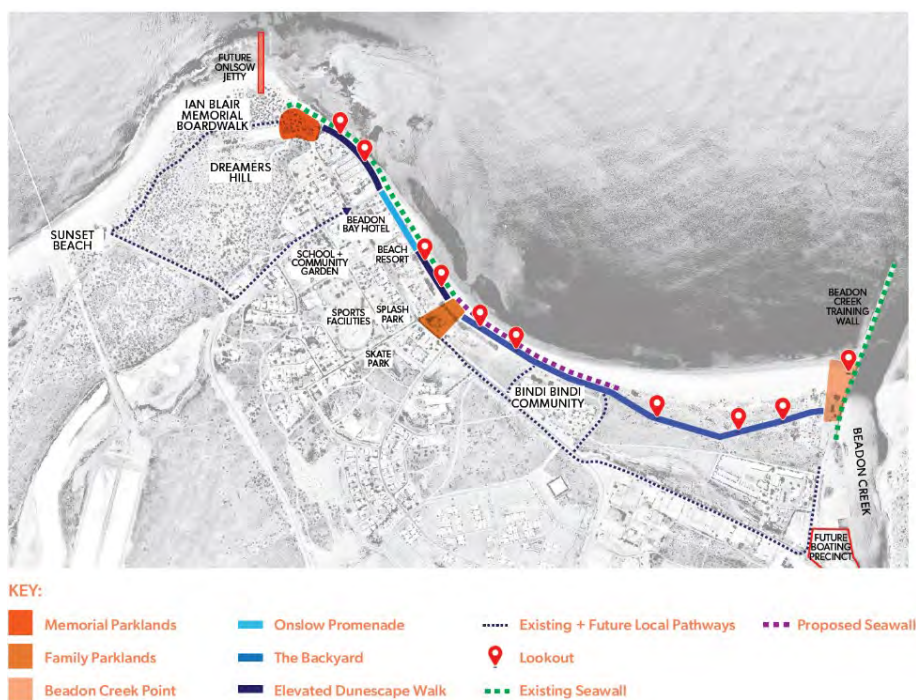 FUTURE
ONLSOW
JETTY
IAN BLAIR
MEMORIAL
BOARDWALK
DREAMERS
HILL
SUNSET
BEACH
BEADON
BAY HOTEL
SCHOOL +
COMMUNITY
GARDEN
BEACH
RESORT
SPORTS
FACILITIES
SPLASH
PARK
SKATE
PARK
BINDI BINDI
COMMUNITY
BEADON
CREEK
TRAINING
WALL
BEADON CREEK
FUTURE
BOATING
PRECINCT
KEY:
Memorial Parklands
Onslow Promenade
Existing + Future Local Pathways
Proposed Seawall
Family Parklands
The Backyard
Lookout
Beadon Creek Point
Elevated Dunescape Walk
Existing Seawall